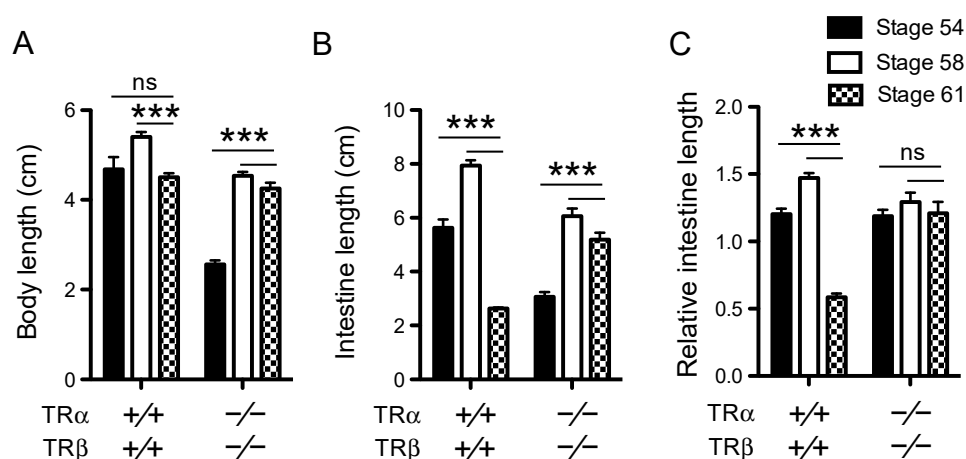 A
B
C
Stage 54
Stage 58
Stage 61
Body length (cm)
6
4
2
0
ns
***
***
Intestine length (cm)
10
8
6
4
2
0
***
***
Relative intestine length
2.0
1.5
1.0
0.5
0.0
***
ns
TRα +/+ −/− +/+ −/− TRα +/+ −/−
TRβ +/+ −/− +/+ −/− TRβ +/+ −/−